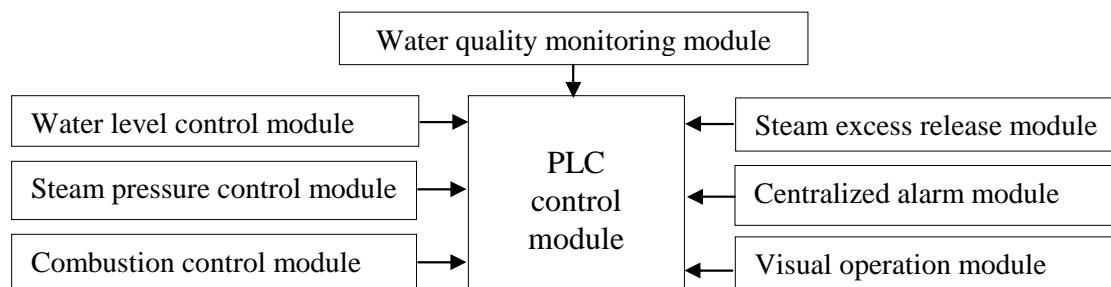 Water quality monitoring module
Water level control module
Steam pressure control module
Combustion control module
PLC
control
module
Steam excess release module
Centralized alarm module
Visual operation module